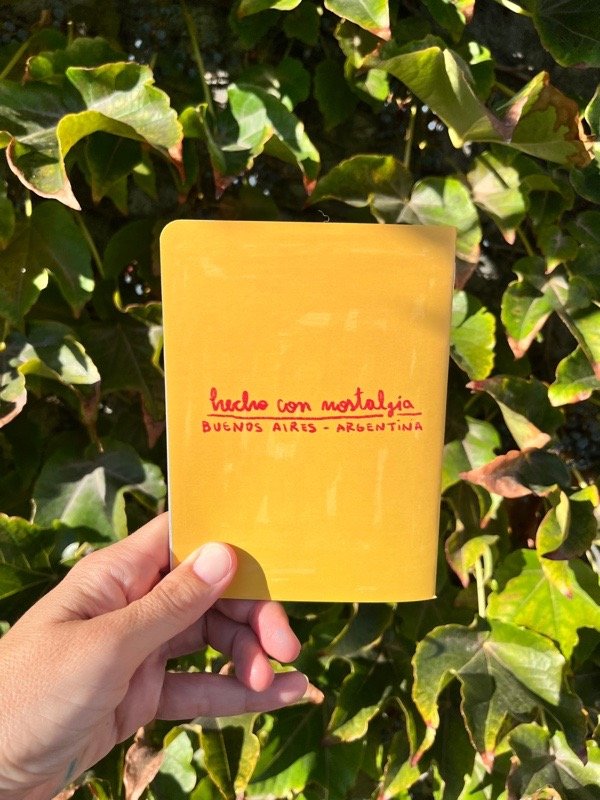 hecho con nostalgia
BUENOS AIRES - ARGENTINA